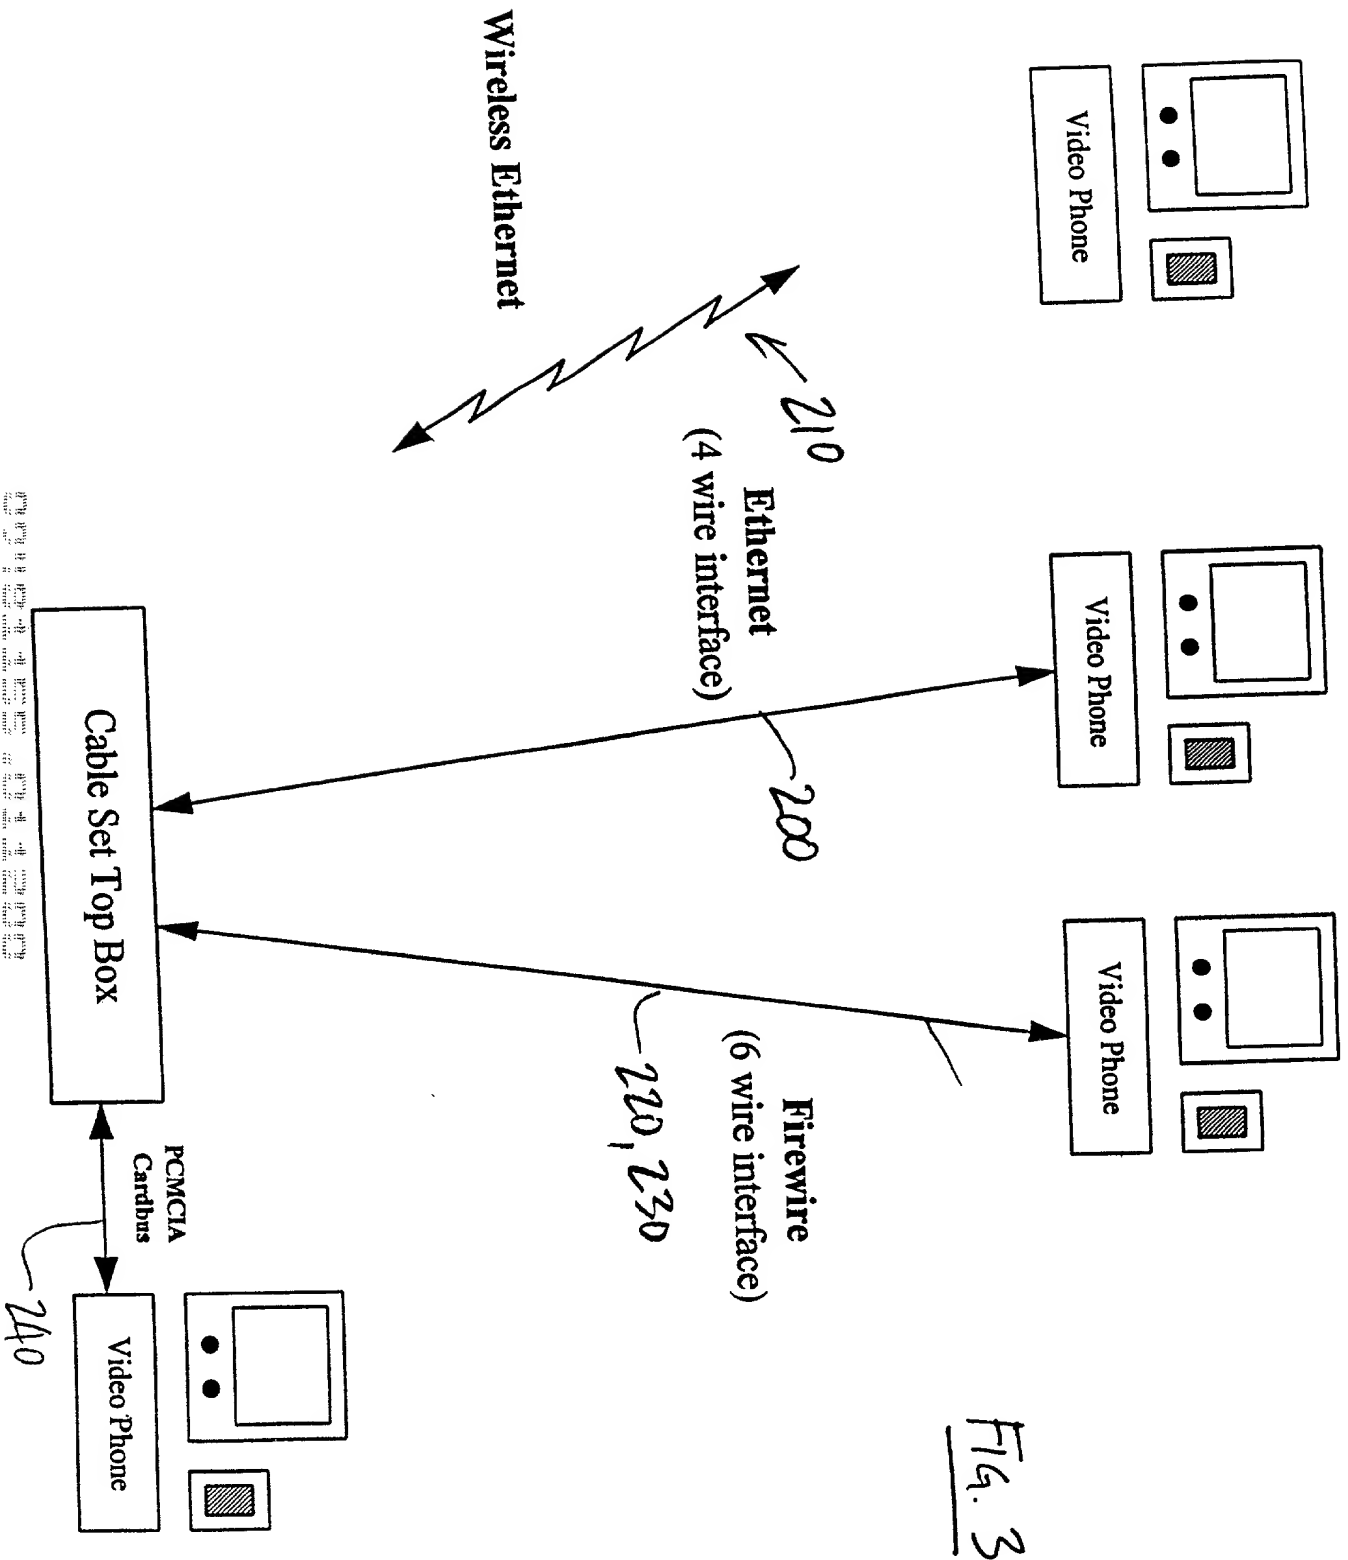 FIG. 3
Video Phone
Video Phone
Video Phone
210
Ethernet
(4 wire interface)
200
Firewire
(6 wire interface)
220, 230
Wireless Ethernet
Cable Set Top Box
PCMCIA
Cardbus
240
Video Phone